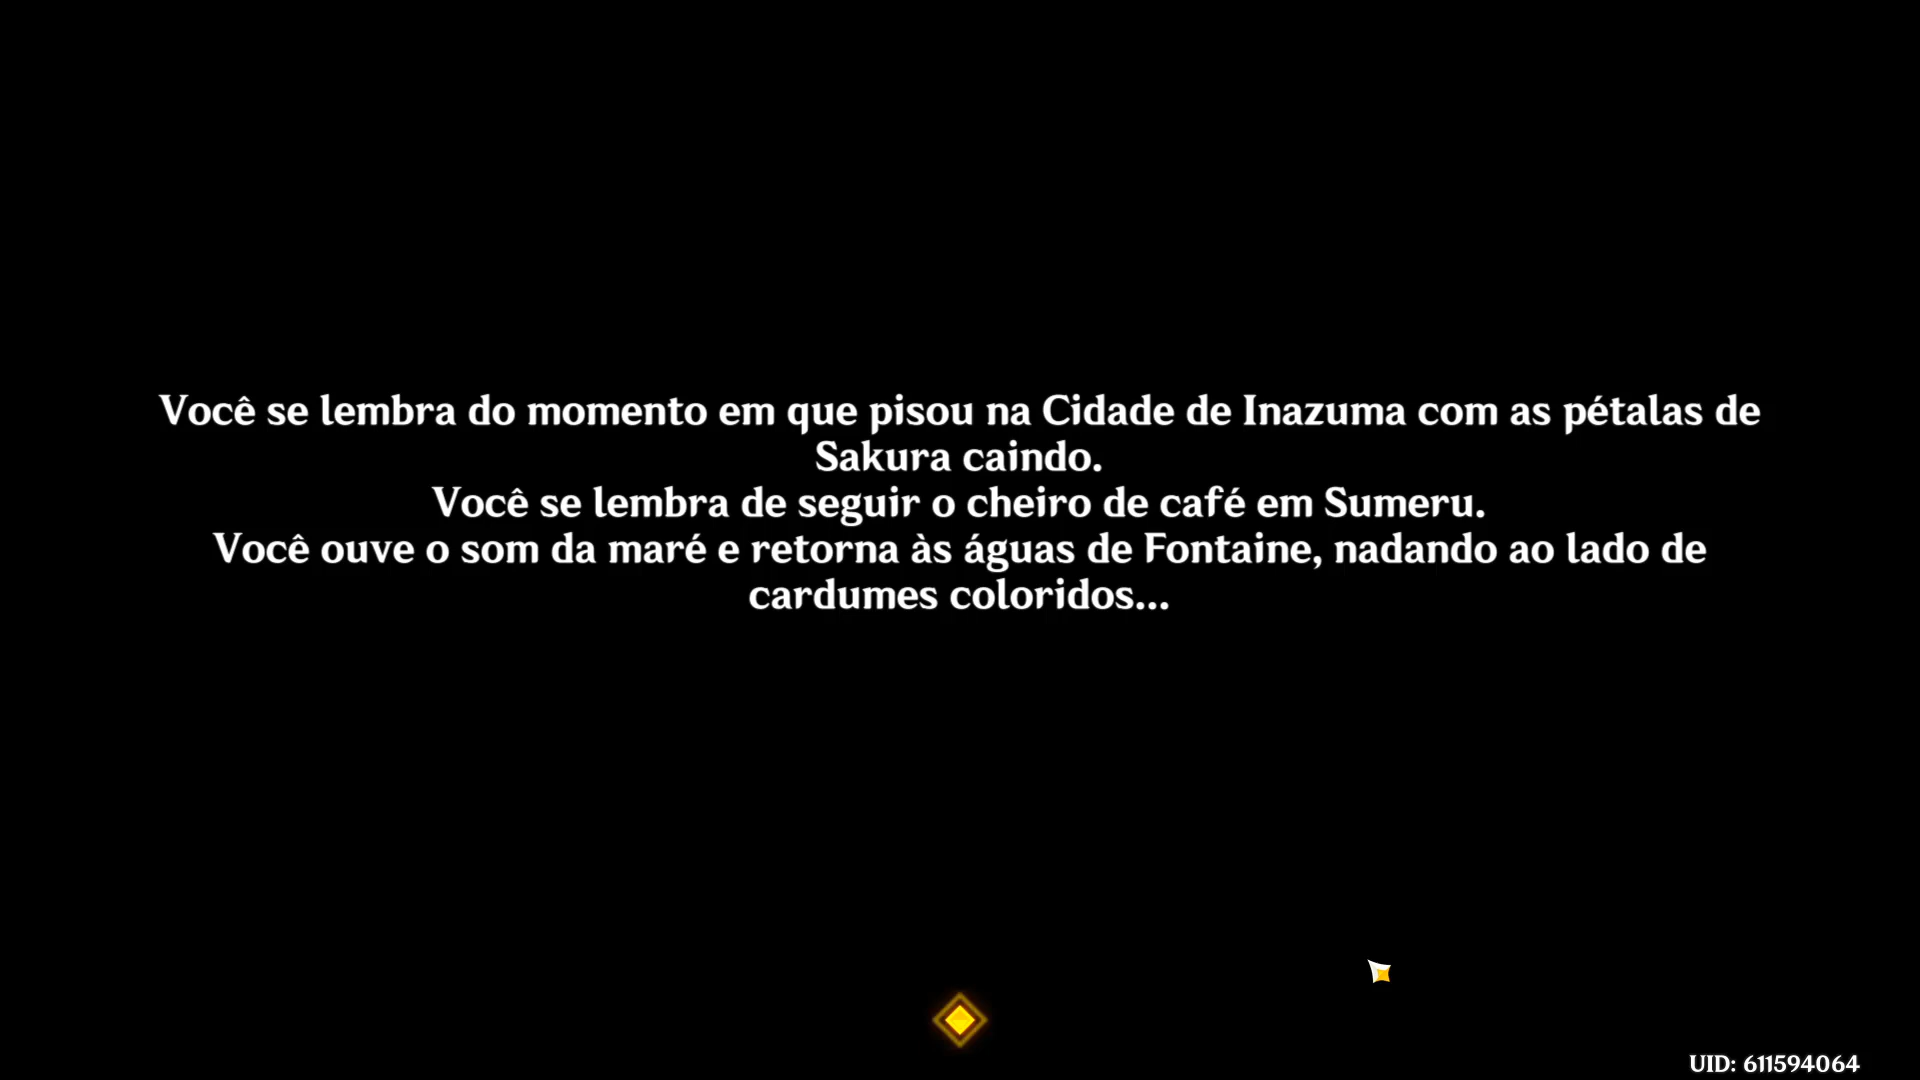 Você se lembra do momento em que pisou na Cidade de Inazuma com as pétalas de
Sakura caindo.
Você se lembra de seguir o cheiro de café em Sumeru.
Você ouve o som da maré e retorna às águas de Fontaine, nadando ao lado de
cardumes coloridos...
UID: 611594064